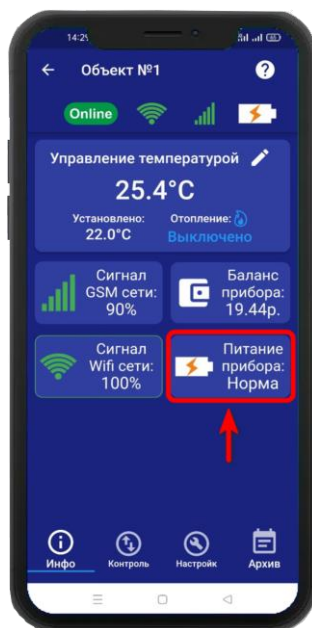 Объект №1
?
Online
Управление температурой
25.4°C
Установлено: Отопление:
22.0°C Выключено
Сигнал
GSM сети:
90%
Баланс
прибора:
19.44р.
Сигнал
Wifi сети:
100%
Питание
прибора:
Норма
Инфо Контроль Настройк Архив